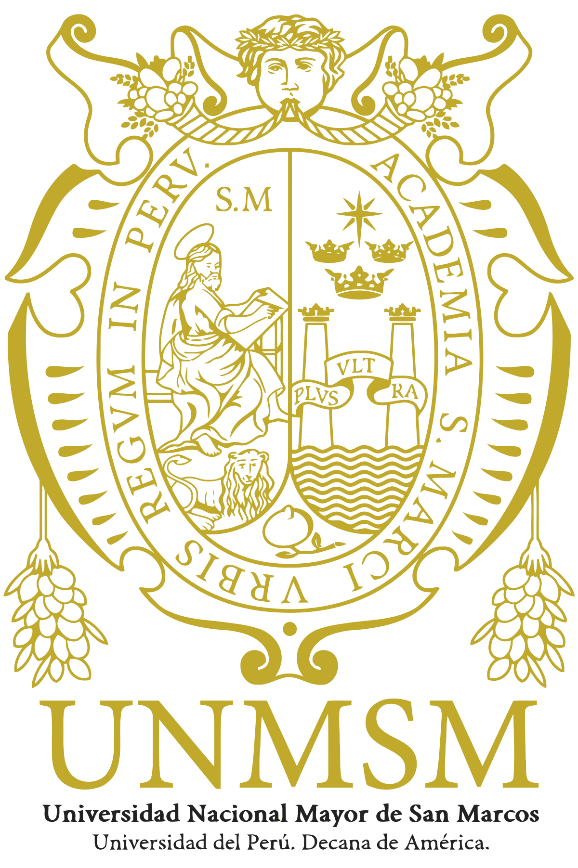 ACADEMIA S. MARCI VRBIS REGVM IN PERV.
S.M
PLVS VLT RA
UNMSM
Universidad Nacional Mayor de San Marcos
Universidad del Perú. Decana de América.